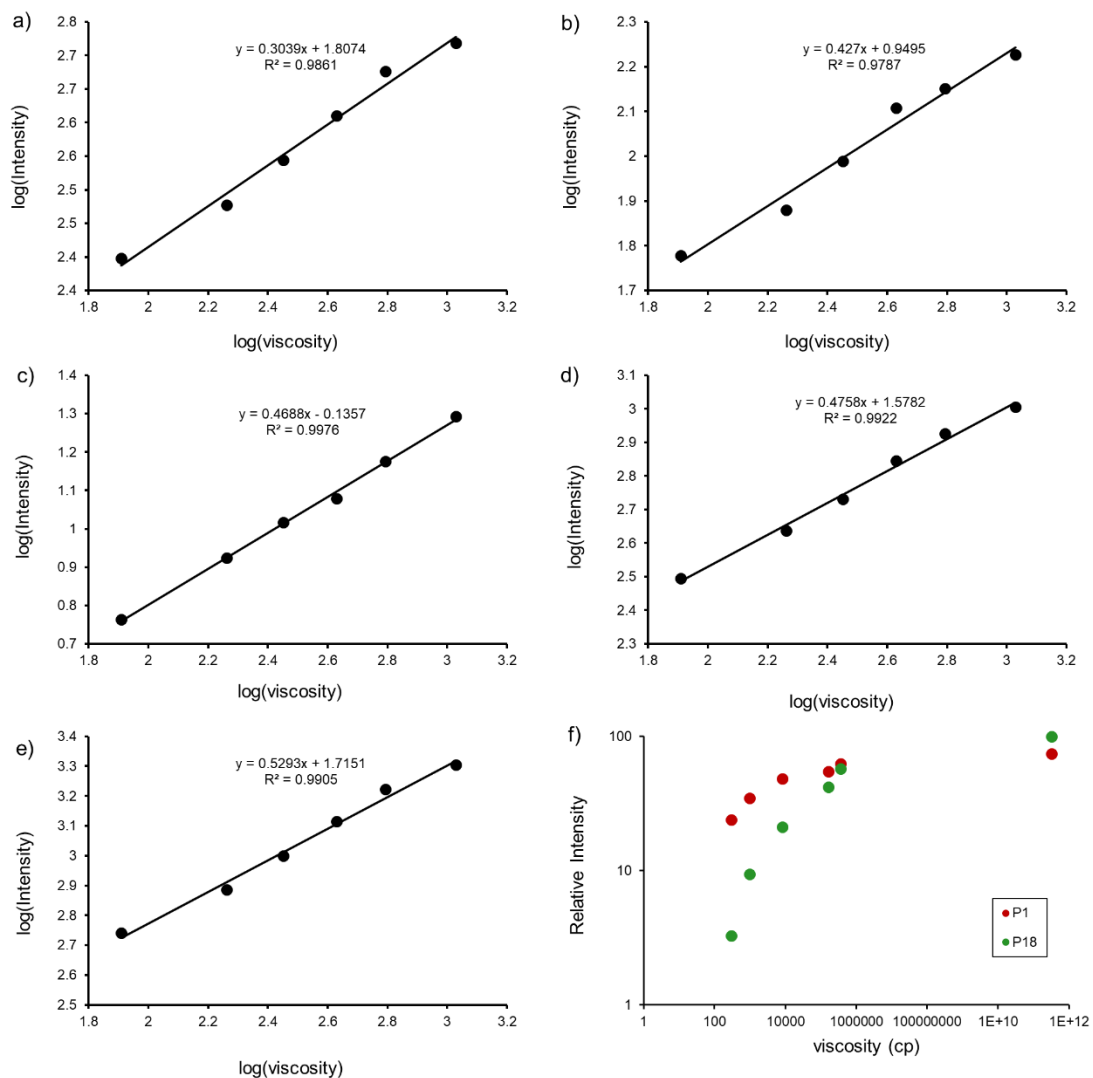 a)
y = 0.3039x + 1.8074
R² = 0.9861
log(Intensity)
2.8
2.7
2.7
2.6
2.6
2.5
2.5
2.4
2.4
1.8 2 2.2 2.4 2.6 2.8 3 3.2
log(viscosity)
b)
y = 0.427x + 0.9495
R² = 0.9787
log(Intensity)
2.3
2.2
2.1
2
1.9
1.8
1.7
1.8 2 2.2 2.4 2.6 2.8 3 3.2
log(viscosity)
c)
y = 0.4688x - 0.1357
R² = 0.9976
log(Intensity)
1.4
1.3
1.2
1.1
1
0.9
0.8
0.7
1.8 2 2.2 2.4 2.6 2.8 3 3.2
log(viscosity)
d)
y = 0.4758x + 1.5782
R² = 0.9922
log(Intensity)
3.1
3
2.9
2.8
2.7
2.6
2.5
2.4
2.3
1.8 2 2.2 2.4 2.6 2.8 3 3.2
log(viscosity)
e)
y = 0.5293x + 1.7151
R² = 0.9905
log(Intensity)
3.4
3.3
3.2
3.1
3
2.9
2.8
2.7
2.6
2.5
1.8 2 2.2 2.4 2.6 2.8 3 3.2
log(viscosity)
f)
Relative Intensity
100
10
1
P1
P18
1 100 10000 1000000 100000000 1E+10 1E+12
viscosity (cp)